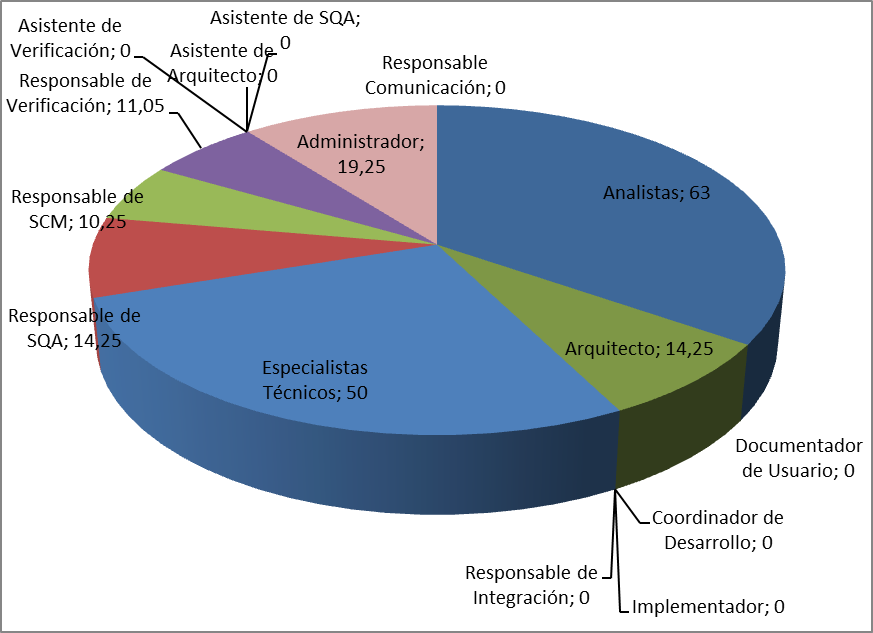 Asistente de SQA;
0
Asistente de
Verificación; 0
Asistente de
Arquitecto; 0
Responsable
Comunicación; 0
Responsable de
Verificación; 11,05
Administrador;
19,25
Analistas; 63
Responsable de
SCM; 10,25
Responsable de
SQA; 14,25
Arquitecto; 14,25
Especialistas
Técnicos; 50
Documentador
de Usuario; 0
Coordinador de
Desarrollo; 0
Responsable de
Integración; 0
Implementador; 0